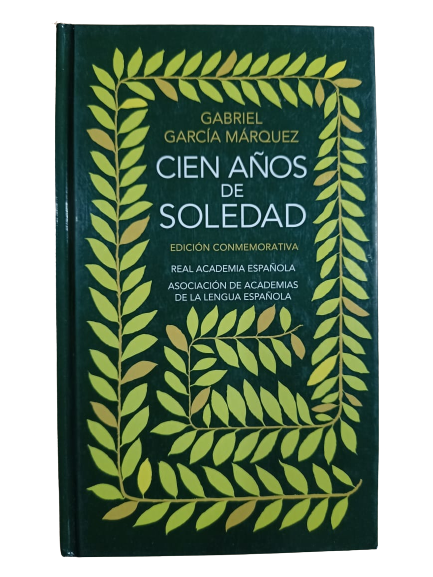 GABRIEL
GARCÍA MÁRQUEZ
CIEN AÑOS
DE
SOLEDAD
EDICIÓN CONMEMORATIVA
REAL ACADEMIA ESPAÑOLA
ASOCIACIÓN DE ACADEMIAS
DE LA LENGUA ESPAÑOLA